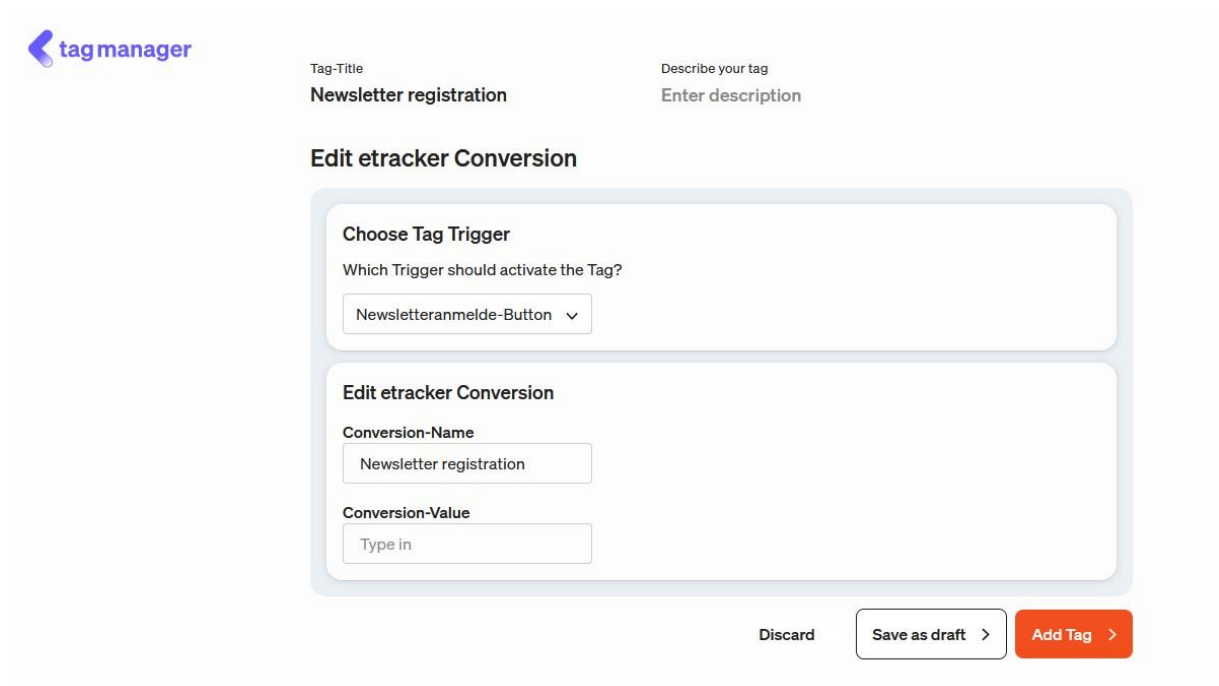 tagmanager
Tag-Title
Describe your tag
Newsletter registration
Enter description
Edit etracker Conversion
Choose Tag Trigger
Which Trigger should activate the Tag?
Newsletteranmelde-Button
Edit etracker Conversion
Conversion-Name
Newsletter registration
Conversion-Value
Type in
Discard
Save as draft
Add Tag